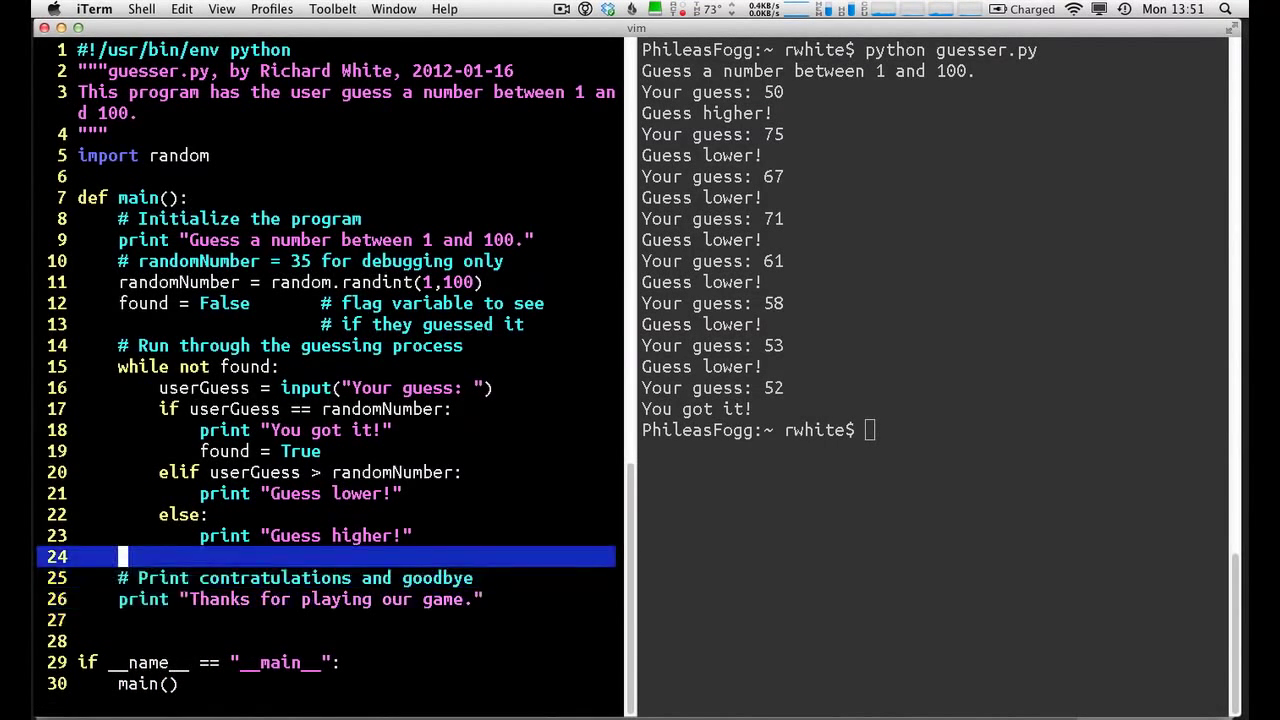 iTerm Shell Edit View Profiles Toolbelt Window Help 73° 0.4KB/s 0.0KB/s Charged Mon 13:51
vim
1 #!/usr/bin/env python
2 """guesser.py, by Richard White, 2012-01-16
3 This program has the user guess a number between 1 an
d 100.
4 """
5 import random
6
7 def main():
8 # Initialize the program
9 print "Guess a number between 1 and 100."
10 # randomNumber = 35 for debugging only
11 randomNumber = random.randint(1,100)
12 found = False # flag variable to see
13 # if they guessed it
14 # Run through the guessing process
15 while not found:
16 userGuess = input("Your guess: ")
17 if userGuess == randomNumber:
18 print "You got it!"
19 found = True
20 elif userGuess > randomNumber:
21 print "Guess lower!"
22 else:
23 print "Guess higher!"
24
25 # Print contratulations and goodbye
26 print "Thanks for playing our game."
27
28
29 if __name__ == "__main__":
30 main()
PhileasFogg:~ rwhite$ python guesser.py
Guess a number between 1 and 100.
Your guess: 50
Guess higher!
Your guess: 75
Guess lower!
Your guess: 67
Guess lower!
Your guess: 71
Guess lower!
Your guess: 61
Guess lower!
Your guess: 58
Guess lower!
Your guess: 53
Guess lower!
Your guess: 52
You got it!
PhileasFogg:~ rwhite$